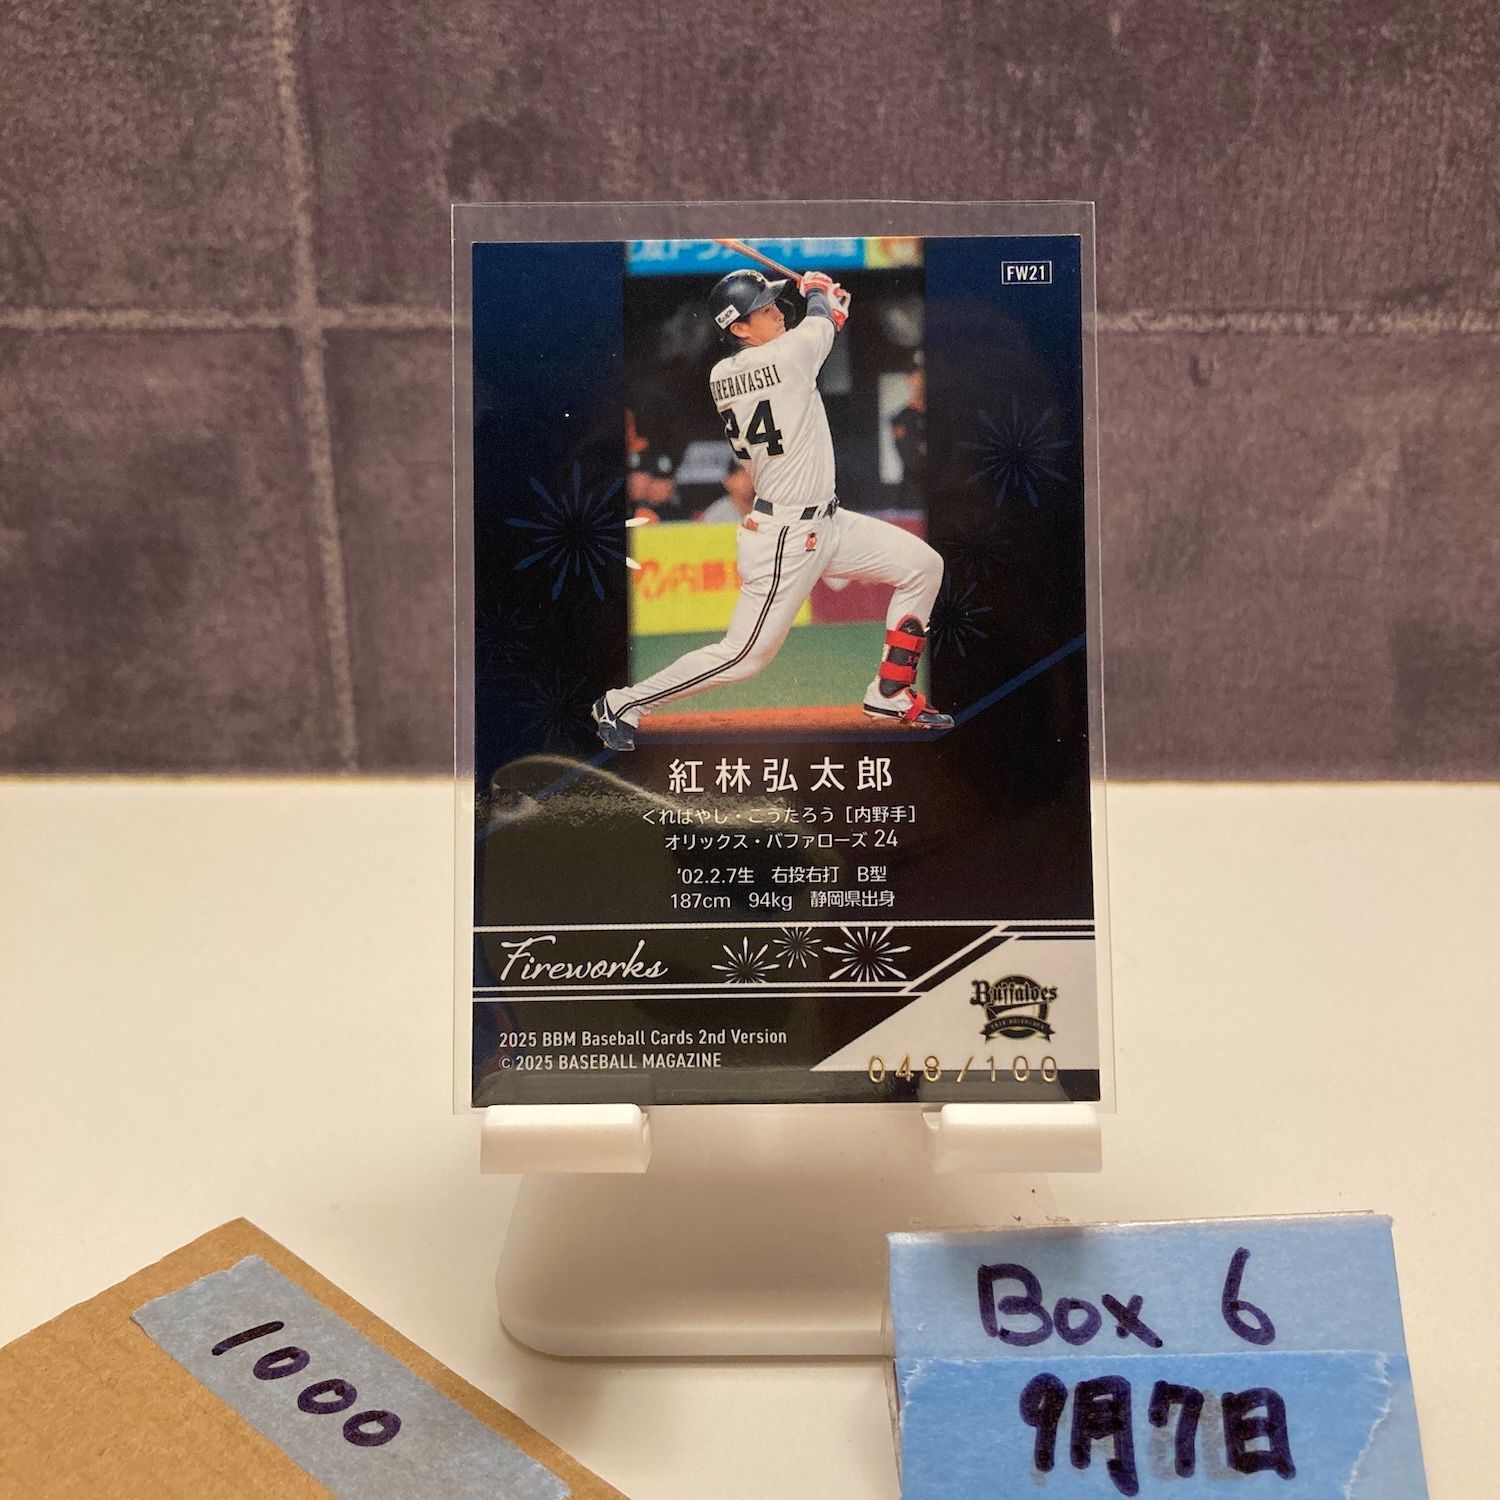 FW21
24
紅林弘太郎
くればやし・こうたろう［内野手］
オリックス・バファローズ 24
'02.2.7生　右投右打　B型
187cm　94kg　静岡県出身
Fireworks
Buffaloes
2025 BBM Baseball Cards 2nd Version
©2025 BASEBALL MAGAZINE
048/100
1000
Box 6
9月7日